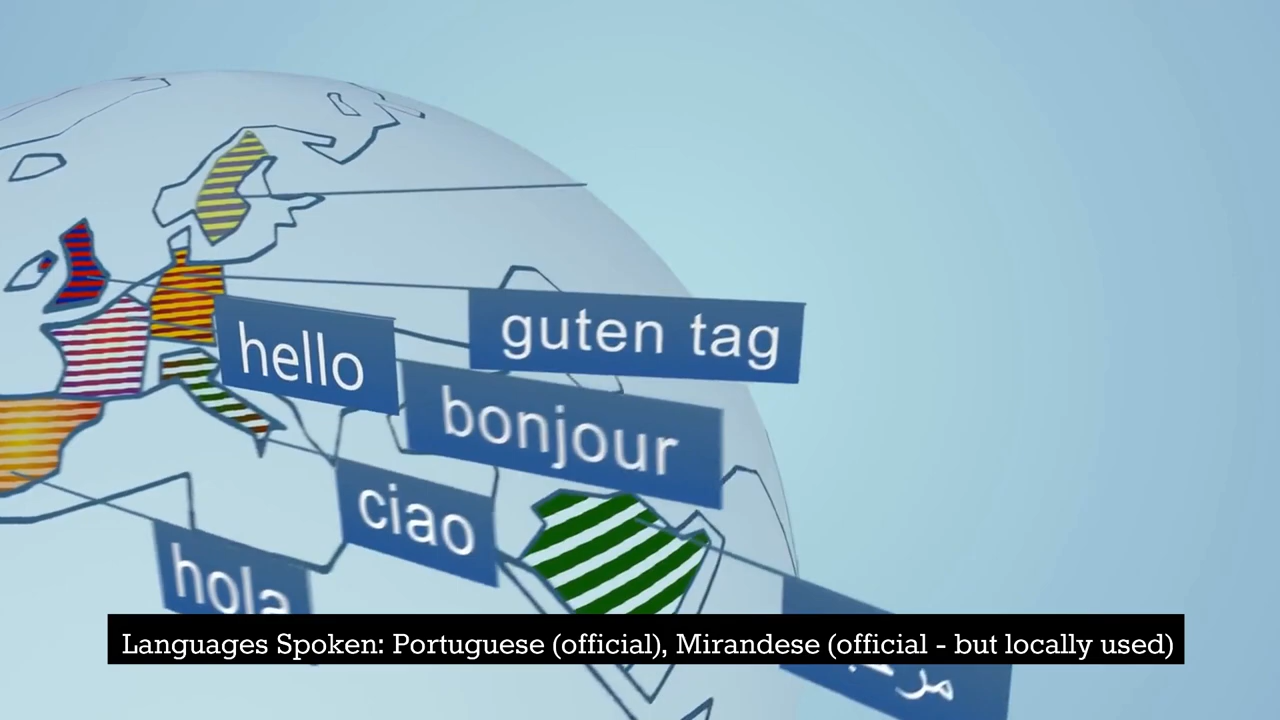 guten tag
hello
bonjour
ciao
hola
Languages Spoken: Portuguese (official), Mirandese (official - but locally used)